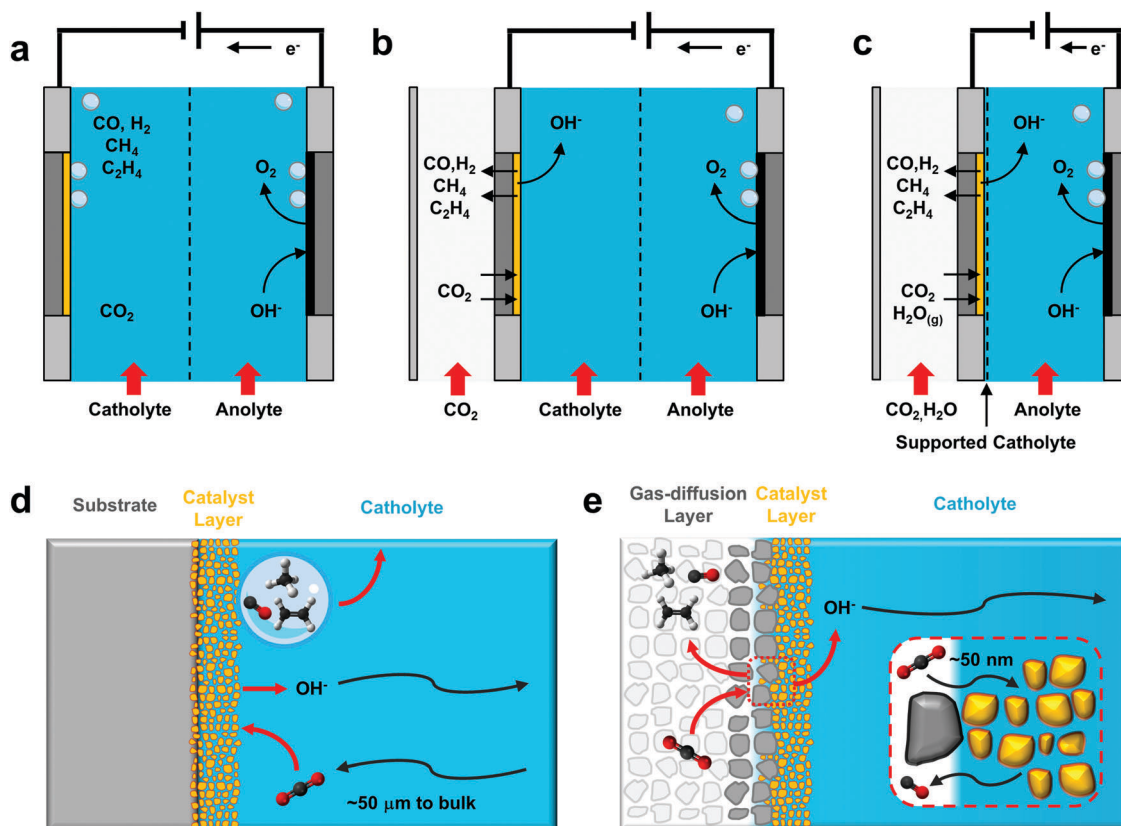 a
e-
CO, H2
CH4
C2H4
O2
CO2
OH-
Catholyte
Anolyte
b
e-
OH-
CO,H2
CH4
C2H4
O2
CO2
OH-
CO2
Catholyte
Anolyte
c
e-
OH-
CO,H2
CH4
C2H4
O2
CO2
H2O(g)
OH-
CO2,H2O
Anolyte
Supported Catholyte
d
Substrate
Catalyst
Layer
Catholyte
OH-
~50 μm to bulk
e
Gas-diffusion
Layer
Catalyst
Layer
Catholyte
OH-
~50 nm